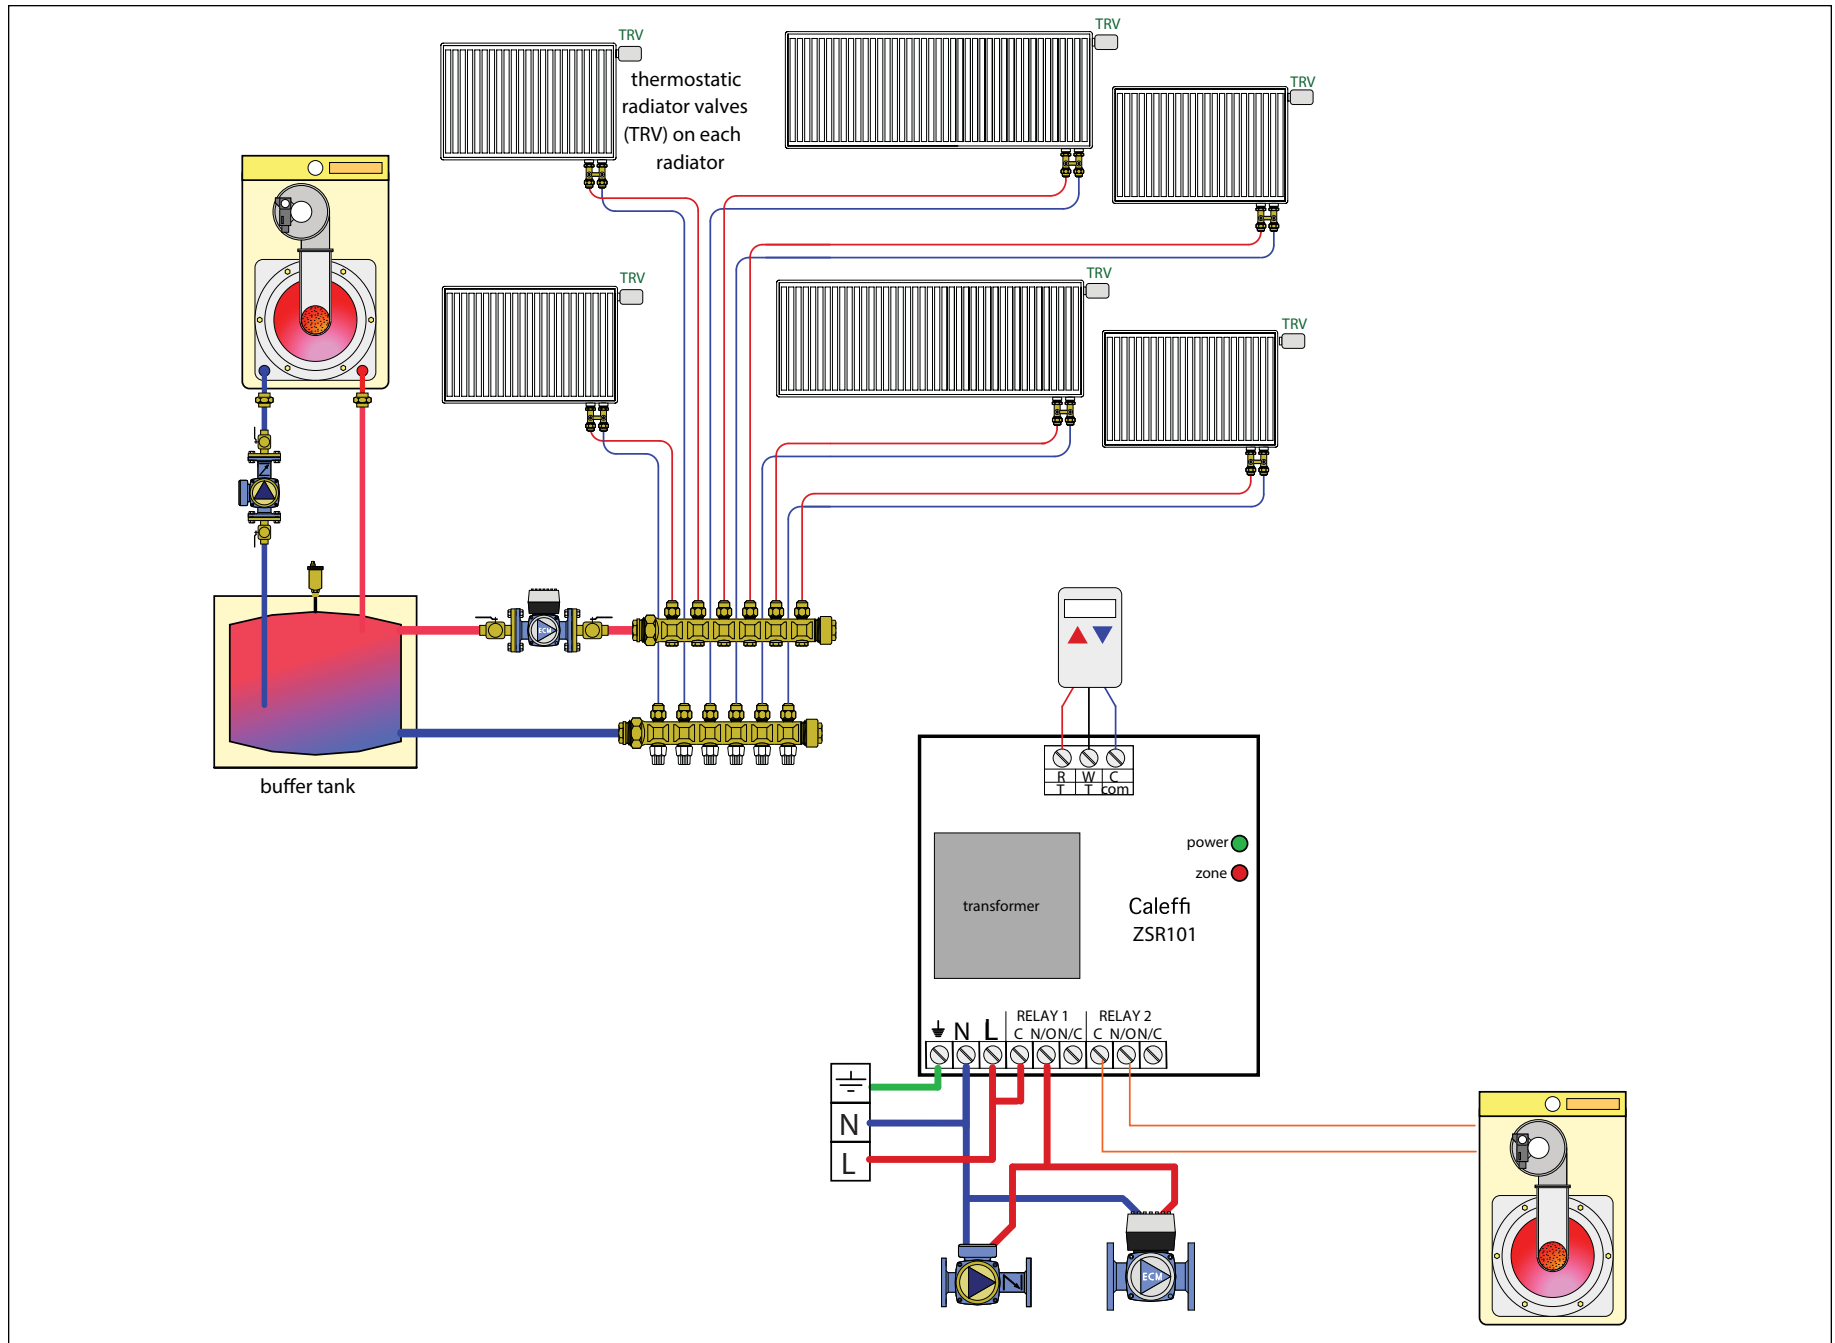 TRV
TRV
thermostatic
radiator valves
(TRV) on each
radiator
TRV
TRV
TRV
TRV
ECM
buffer tank
R W C
T T com
power
zone
transformer
Caleffi
ZSR101
RELAY 1 RELAY 2
N L C N/O N/C C N/O N/C
N
L
ECM